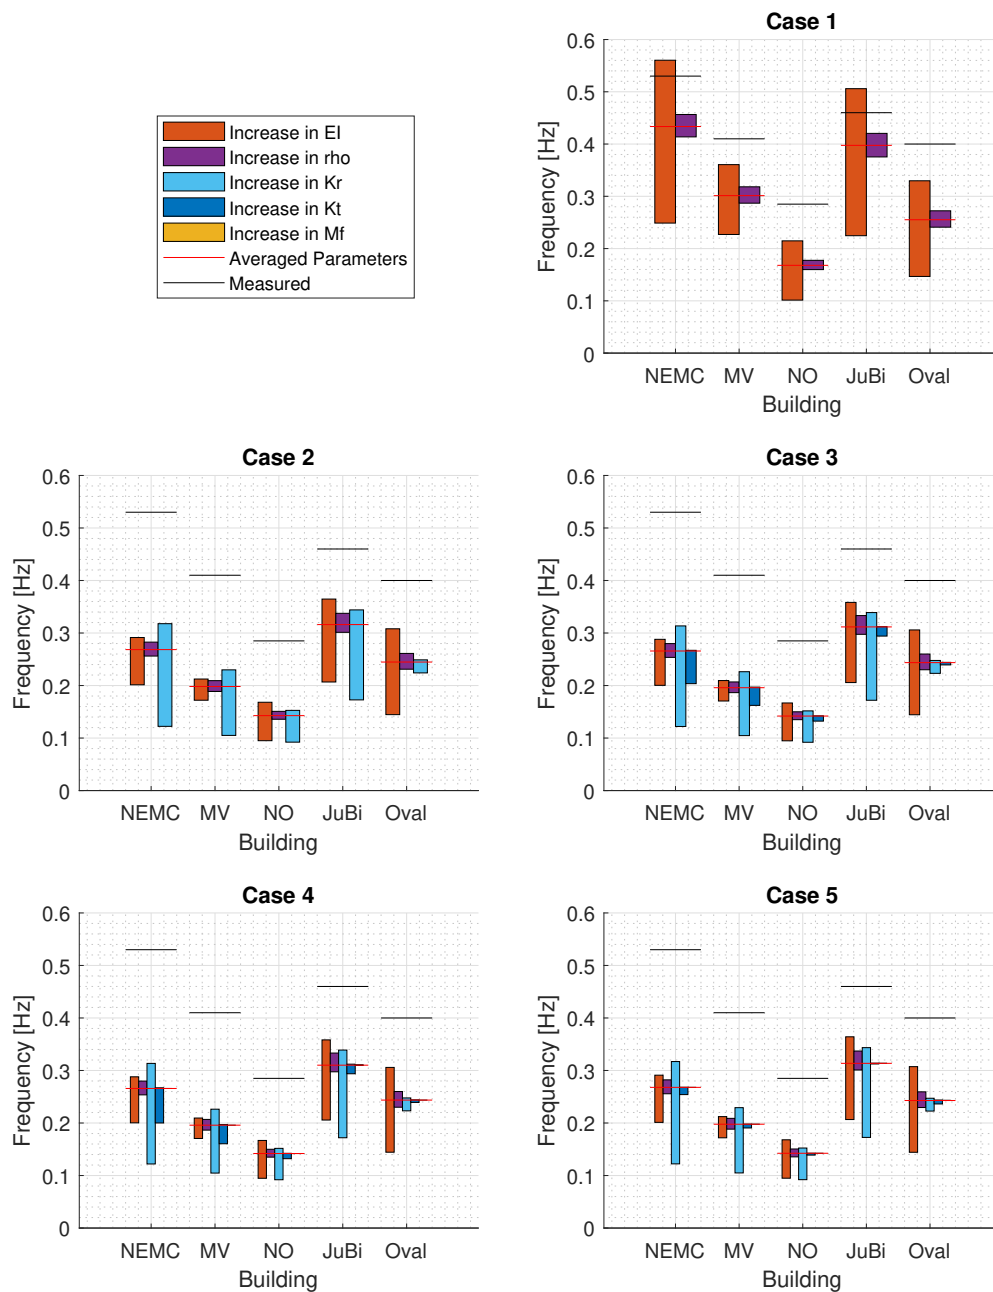 Case 1
0.6
0.5
0.4
0.3
0.2
0.1
0
Frequency [Hz]
NEMC MV NO JuBi Oval
Building
Increase in EI
Increase in rho
Increase in Kr
Increase in Kt
Increase in Mf
Averaged Parameters
Measured
Case 2
0.6
0.5
0.4
0.3
0.2
0.1
0
Frequency [Hz]
NEMC MV NO JuBi Oval
Building
Case 3
0.6
0.5
0.4
0.3
0.2
0.1
0
Frequency [Hz]
NEMC MV NO JuBi Oval
Building
Case 4
0.6
0.5
0.4
0.3
0.2
0.1
0
Frequency [Hz]
NEMC MV NO JuBi Oval
Building
Case 5
0.6
0.5
0.4
0.3
0.2
0.1
0
Frequency [Hz]
NEMC MV NO JuBi Oval
Building